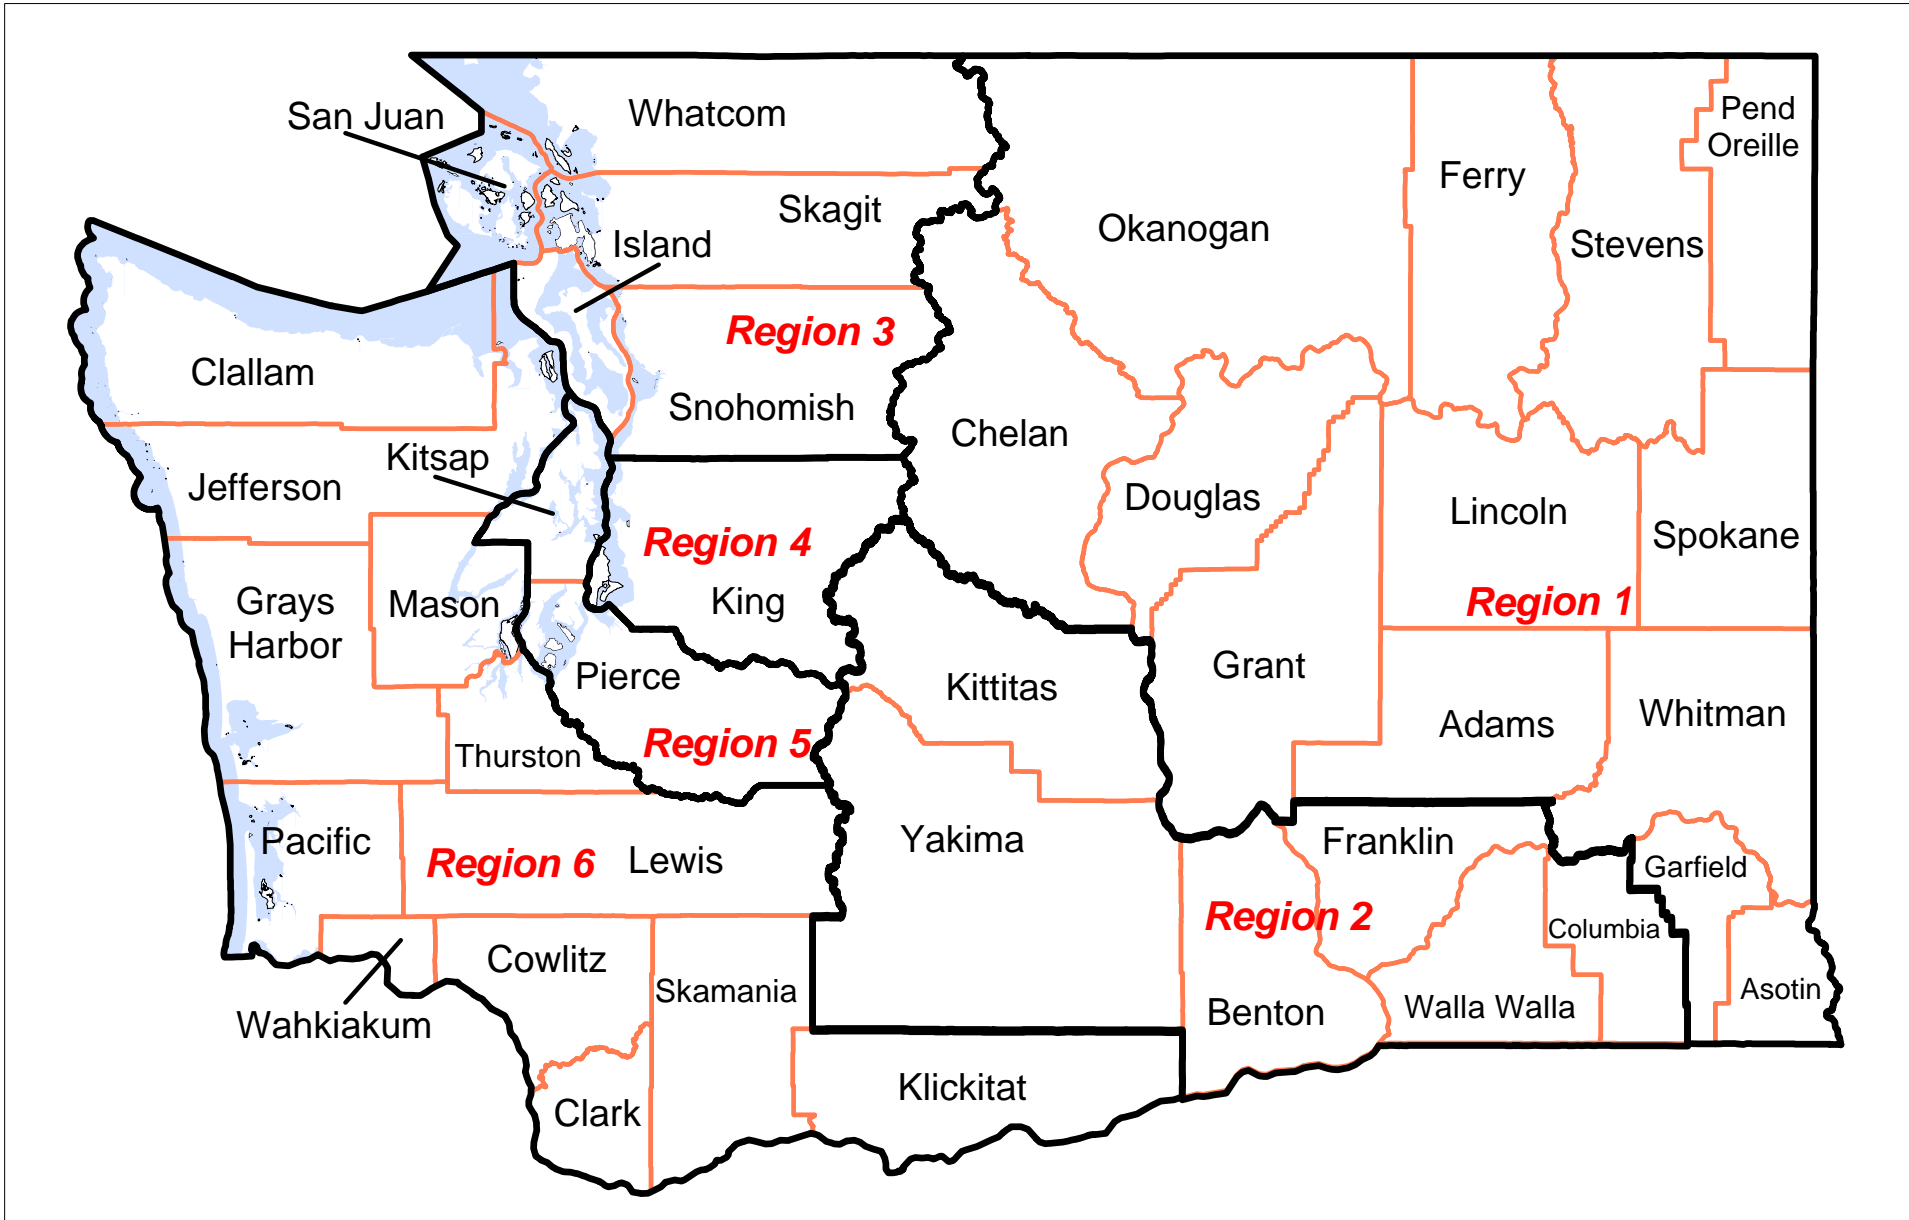 San Juan
Whatcom
Pend
Oreille
Ferry
Skagit
Okanogan
Stevens
Island
Region 3
Clallam
Snohomish
Chelan
Kitsap
Jefferson
Douglas
Lincoln
Spokane
Region 4
King
Grays
Harbor
Mason
Region 1
Pierce
Kittitas
Grant
Adams
Whitman
Thurston
Region 5
Pacific
Region 6
Lewis
Yakima
Franklin
Garfield
Region 2
Columbia
Cowlitz
Skamania
Asotin
Wahkiakum
Benton
Walla Walla
Klickitat
Clark